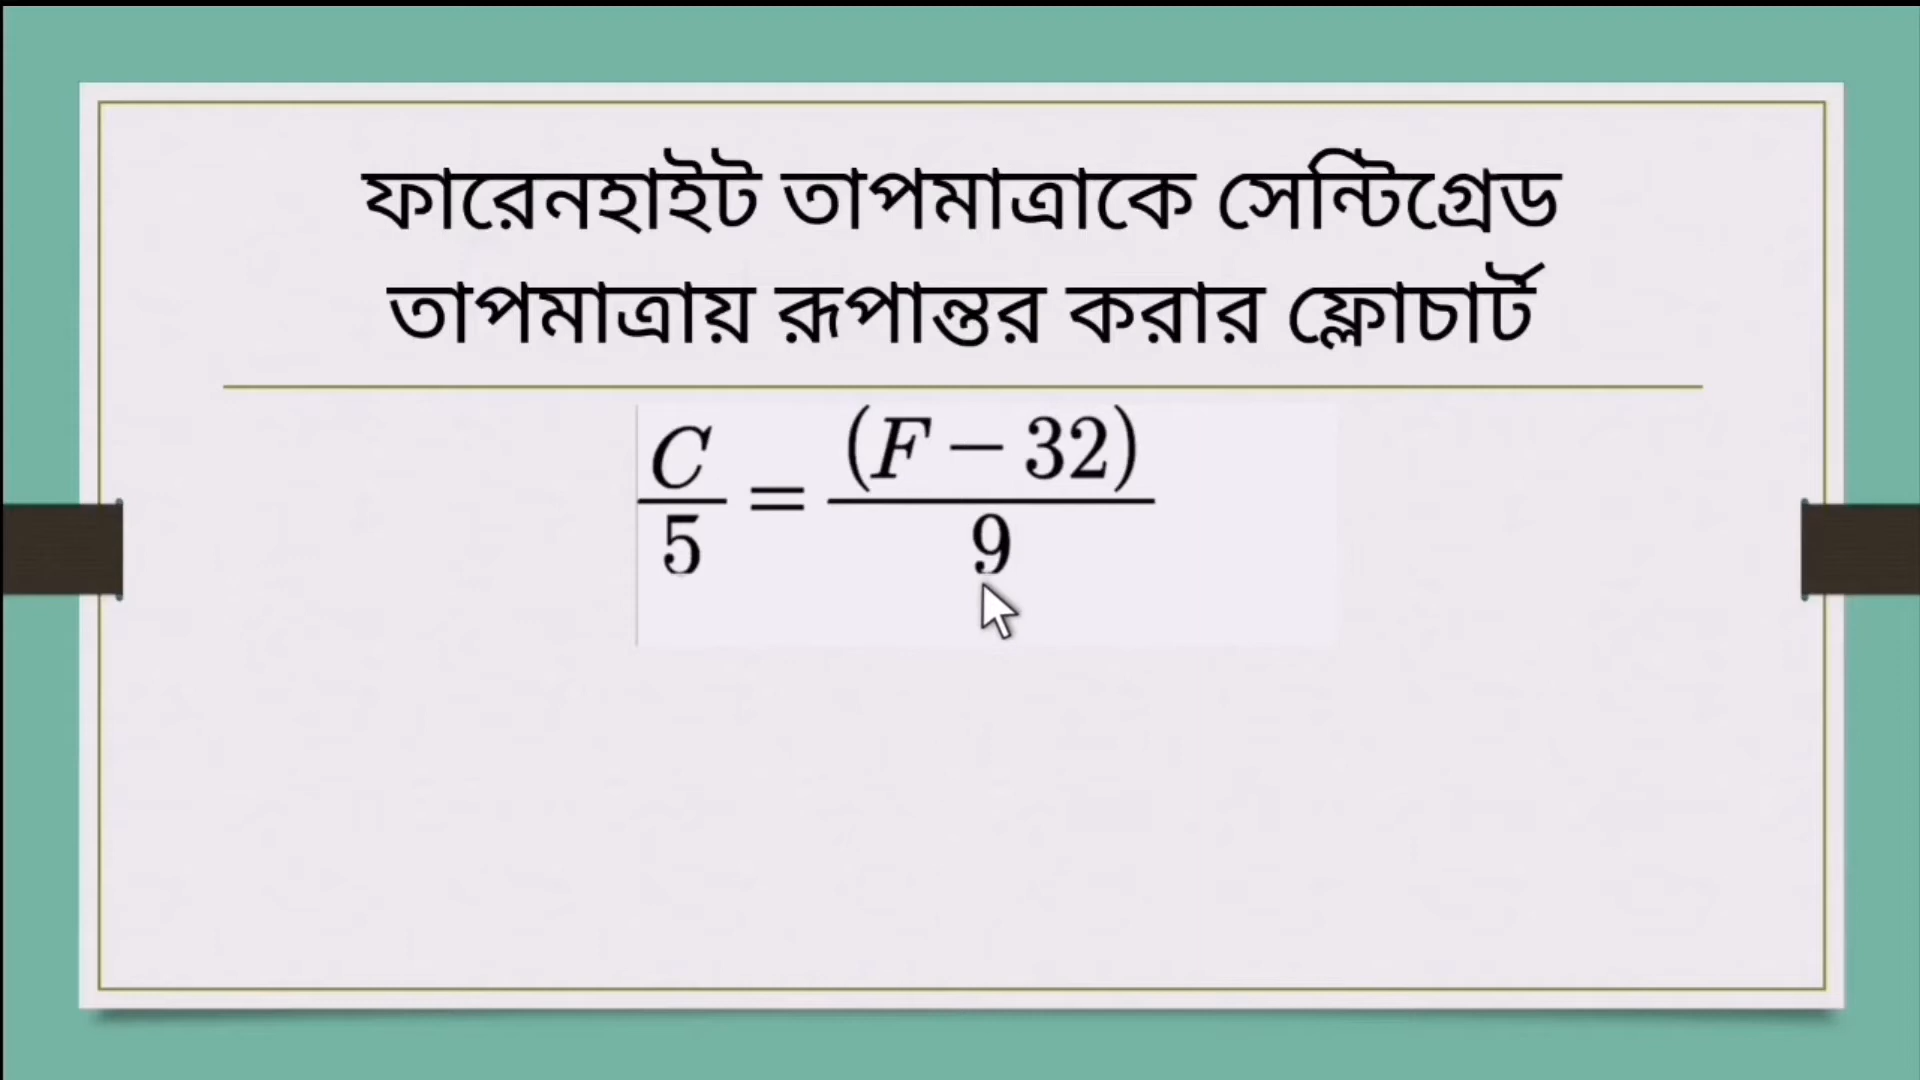 ফারেনহাইট তাপমাত্রাকে সেন্টিগ্রেড
তাপমাত্রায় রূপান্তর করার ফ্লোচার্ট
C/5 = (F − 32)/9